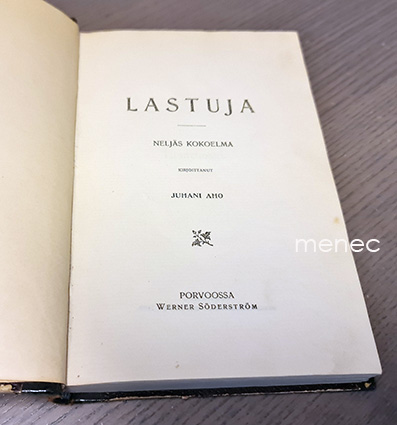 LASTUJA
NELJÄS KOKOELMA
KIRJOITTANUT
JUHANI AHO
menec
PORVOOSSA
WERNER SÖDERSTRÖM